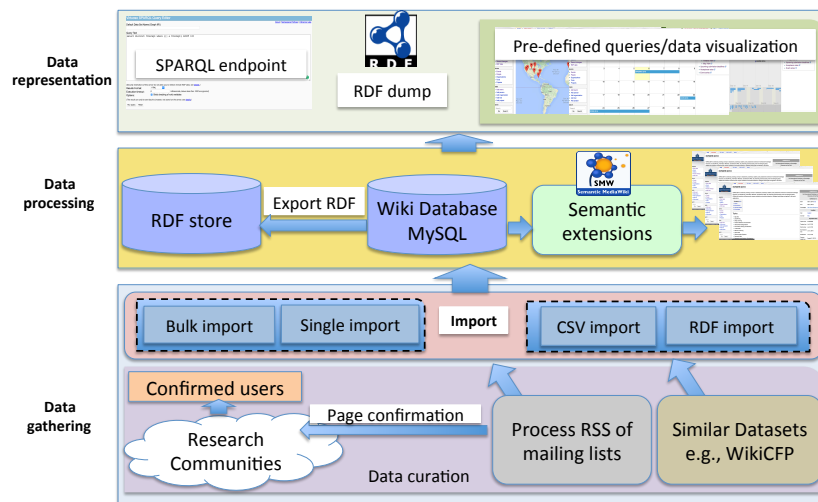 Data
representation
SPARQL endpoint
RDF
RDF dump
Pre-defined queries/data visualization
Data
processing
RDF store
Export RDF
Wiki Database
MySQL
SMW
Semantic MediaWiki
Semantic
extensions
Bulk import
Single import
Import
CSV import
RDF import
Data
gathering
Confirmed users
Research
Communities
Page confirmation
Data curation
Process RSS of
mailing lists
Similar Datasets
e.g., WikiCFP